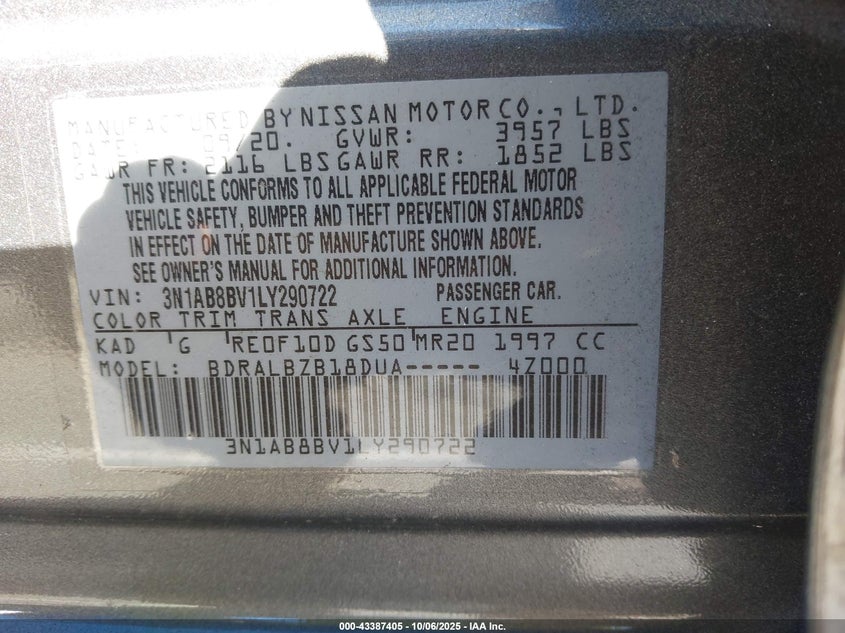 MANUFACTURED BY NISSAN MOTOR CO., LTD.
DATE: 09/20. GVWR: 3957 LBS
GAWR FR: 2116 LBS GAWR RR: 1852 LBS
THIS VEHICLE CONFORMS TO ALL APPLICABLE FEDERAL MOTOR
VEHICLE SAFETY, BUMPER AND THEFT PREVENTION STANDARDS
IN EFFECT ON THE DATE OF MANUFACTURE SHOWN ABOVE.
SEE OWNER'S MANUAL FOR ADDITIONAL INFORMATION.
VIN: 3N1AB8BV1LY290722 PASSENGER CAR.
COLOR TRIM TRANS AXLE ENGINE
KAD G RE0F10D GS50 MR20 1997 CC
MODEL: BDRALBZB18DUA----- 4Z000
3N1AB8BV1LY290722
000-43387405 • 10/06/2025 • IAA Inc.